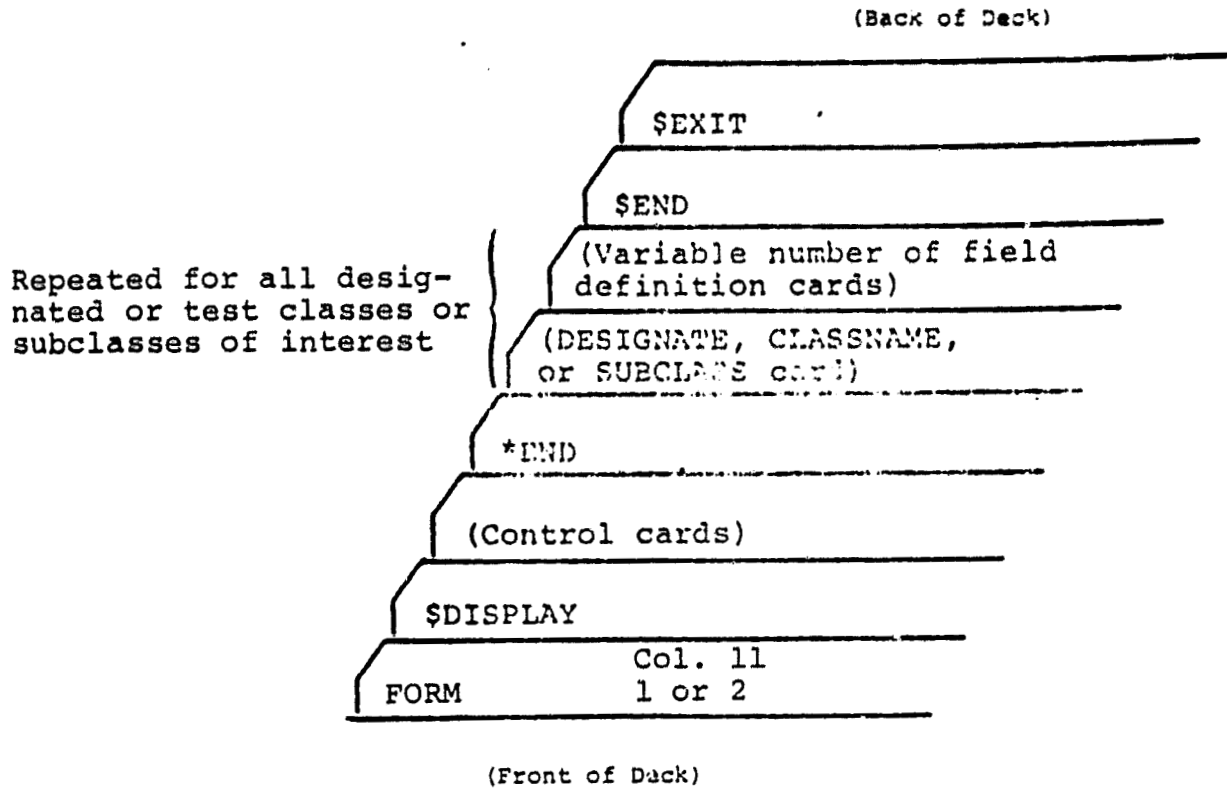 (Back of Deck)
$EXIT
$END
(Variable number of field
definition cards)
Repeated for all desig-
nated or test classes or
subclasses of interest
(DESIGNATE, CLASSNAME,
or SUBCLASS card)
*END
(Control cards)
$DISPLAY
Col. 11
FORM 1 or 2
(Front of Deck)